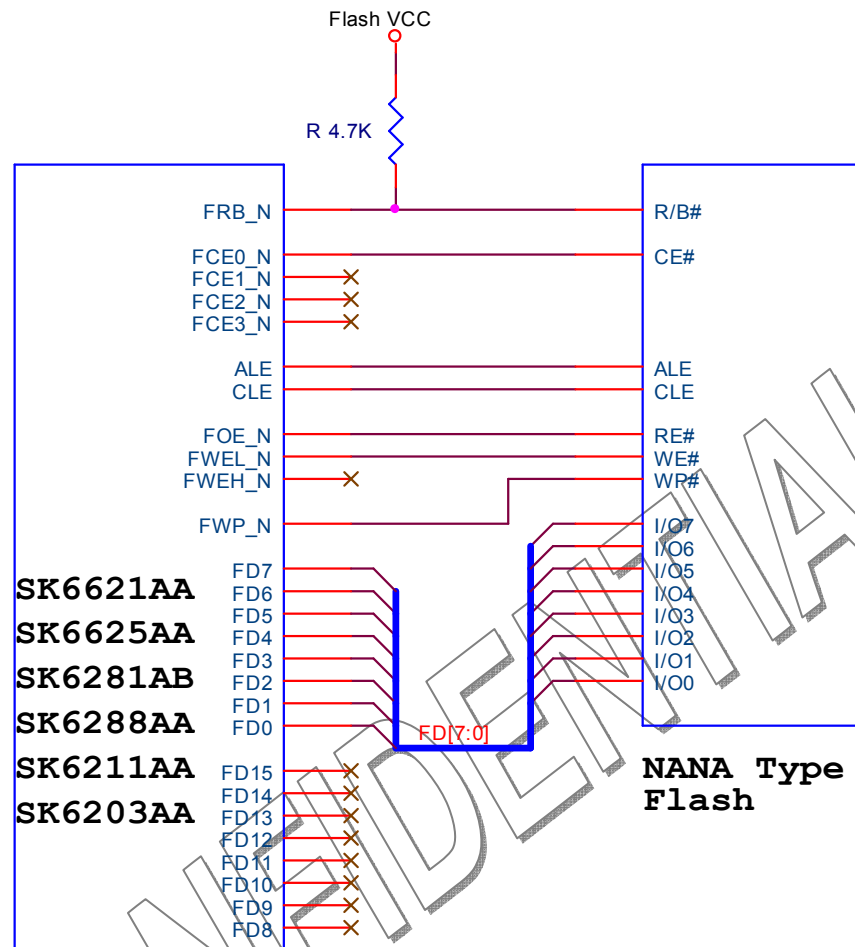 Flash VCC
R 4.7K
FRB_N
R/B#
FCE0_N
CE#
FCE1_N
FCE2_N
FCE3_N
ALE
ALE
CLE
CLE
FOE_N
RE#
FWEL_N
WE#
FWEH_N
WP#
FWP_N
I/O7
I/O6
FD7
I/O5
SK6621AA
FD6
I/O4
FD5
I/O3
SK6625AA
FD4
I/O2
FD3
I/O1
SK6281AB
FD2
I/O0
FD1
SK6288AA
FD0
FD[7:0]
SK6211AA
FD15
NANA Type
FD14
Flash
SK6203AA
FD13
FD12
FD11
FD10
FD9
FD8
NFIDENTIA